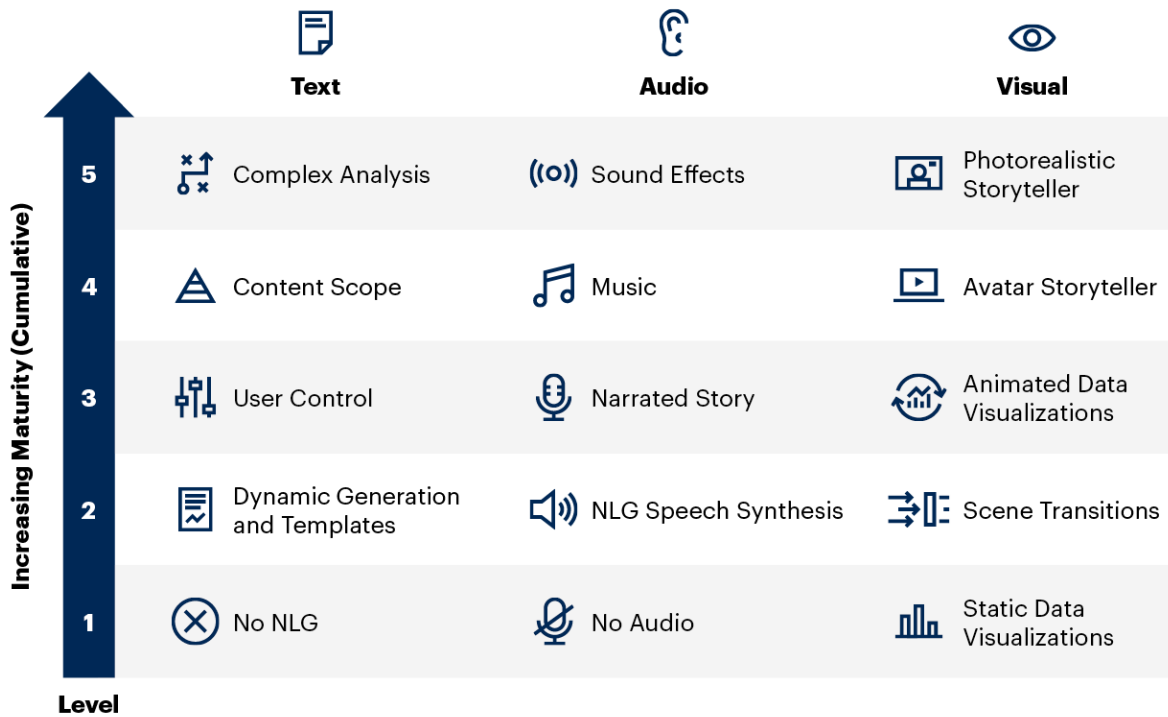 Text
Audio
Visual
Increasing Maturity (Cumulative)
5
Complex Analysis
Sound Effects
Photorealistic
Storyteller
4
Content Scope
Music
Avatar Storyteller
3
User Control
Narrated Story
Animated Data
Visualizations
2
Dynamic Generation
and Templates
NLG Speech Synthesis
Scene Transitions
1
No NLG
No Audio
Static Data
Visualizations
Level